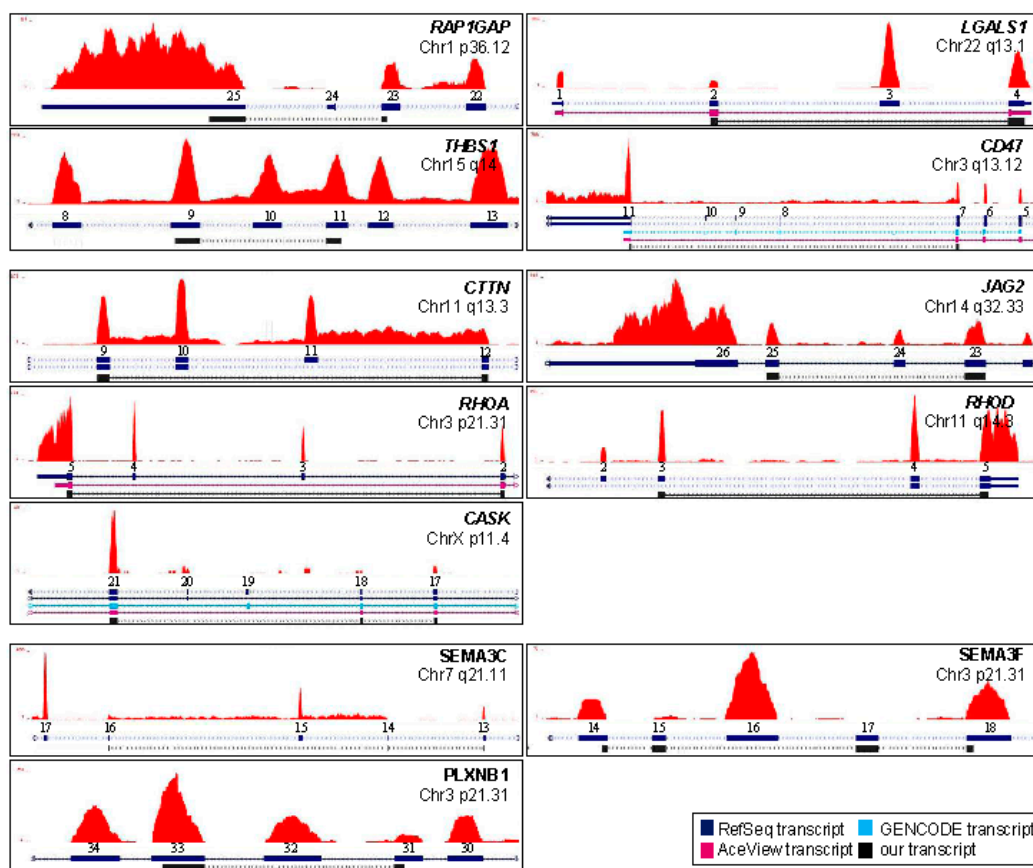 RAP1GAP
Chr1 p36.12
25 24 23 22
LGALS1
Chr22 q13.1
1 2 3 4
THBS1
Chr15 q14
8 9 10 11 12 13
CD47
Chr3 q13.12
11 10 9 8 7 6 5
CTTN
Chr11 q13.3
9 10 11 12
JAG2
Chr14 q32.33
26 25 24 23
RHOA
Chr3 p21.31
5 4 3 2
RHOD
Chr11 q14.3
2 3 4 5
CASK
ChrX p11.4
21 20 19 18 17
SEMA3C
Chr7 q21.11
17 16 15 14 13
SEMA3F
Chr3 p21.31
14 15 16 17 18
PLXNB1
Chr3 p21.31
34 33 32 31 30
RefSeq transcript
GENCODE transcript
AceView transcript
our transcript